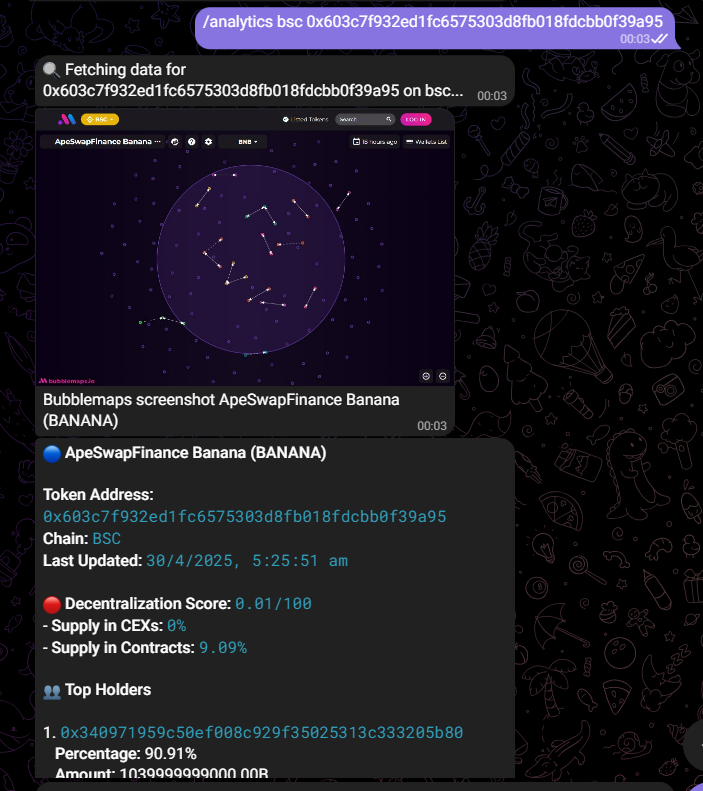 /analytics bsc 0x603c7f932ed1fc6575303d8fb018fdcbb0f39a95
00:03
🔍 Fetching data for
0x603c7f932ed1fc6575303d8fb018fdcbb0f39a95 on bsc...
00:03
BSC
Listed Tokens
Search
LOG IN
ApeSwapFinance Banana ···
BNB
15 hours ago
Wallets List
bubblemaps.io
Bubblemaps screenshot ApeSwapFinance Banana
(BANANA)
00:03
🔵 ApeSwapFinance Banana (BANANA)
Token Address:
0x603c7f932ed1fc6575303d8fb018fdcbb0f39a95
Chain: BSC
Last Updated: 30/4/2025, 5:25:51 am
🔴 Decentralization Score: 0.01/100
- Supply in CEXs: 0%
- Supply in Contracts: 9.09%
👥 Top Holders
1. 0x340971959c50ef008c929f35025313c333205b80
Percentage: 90.91%
Amount: 1039999999000.00B